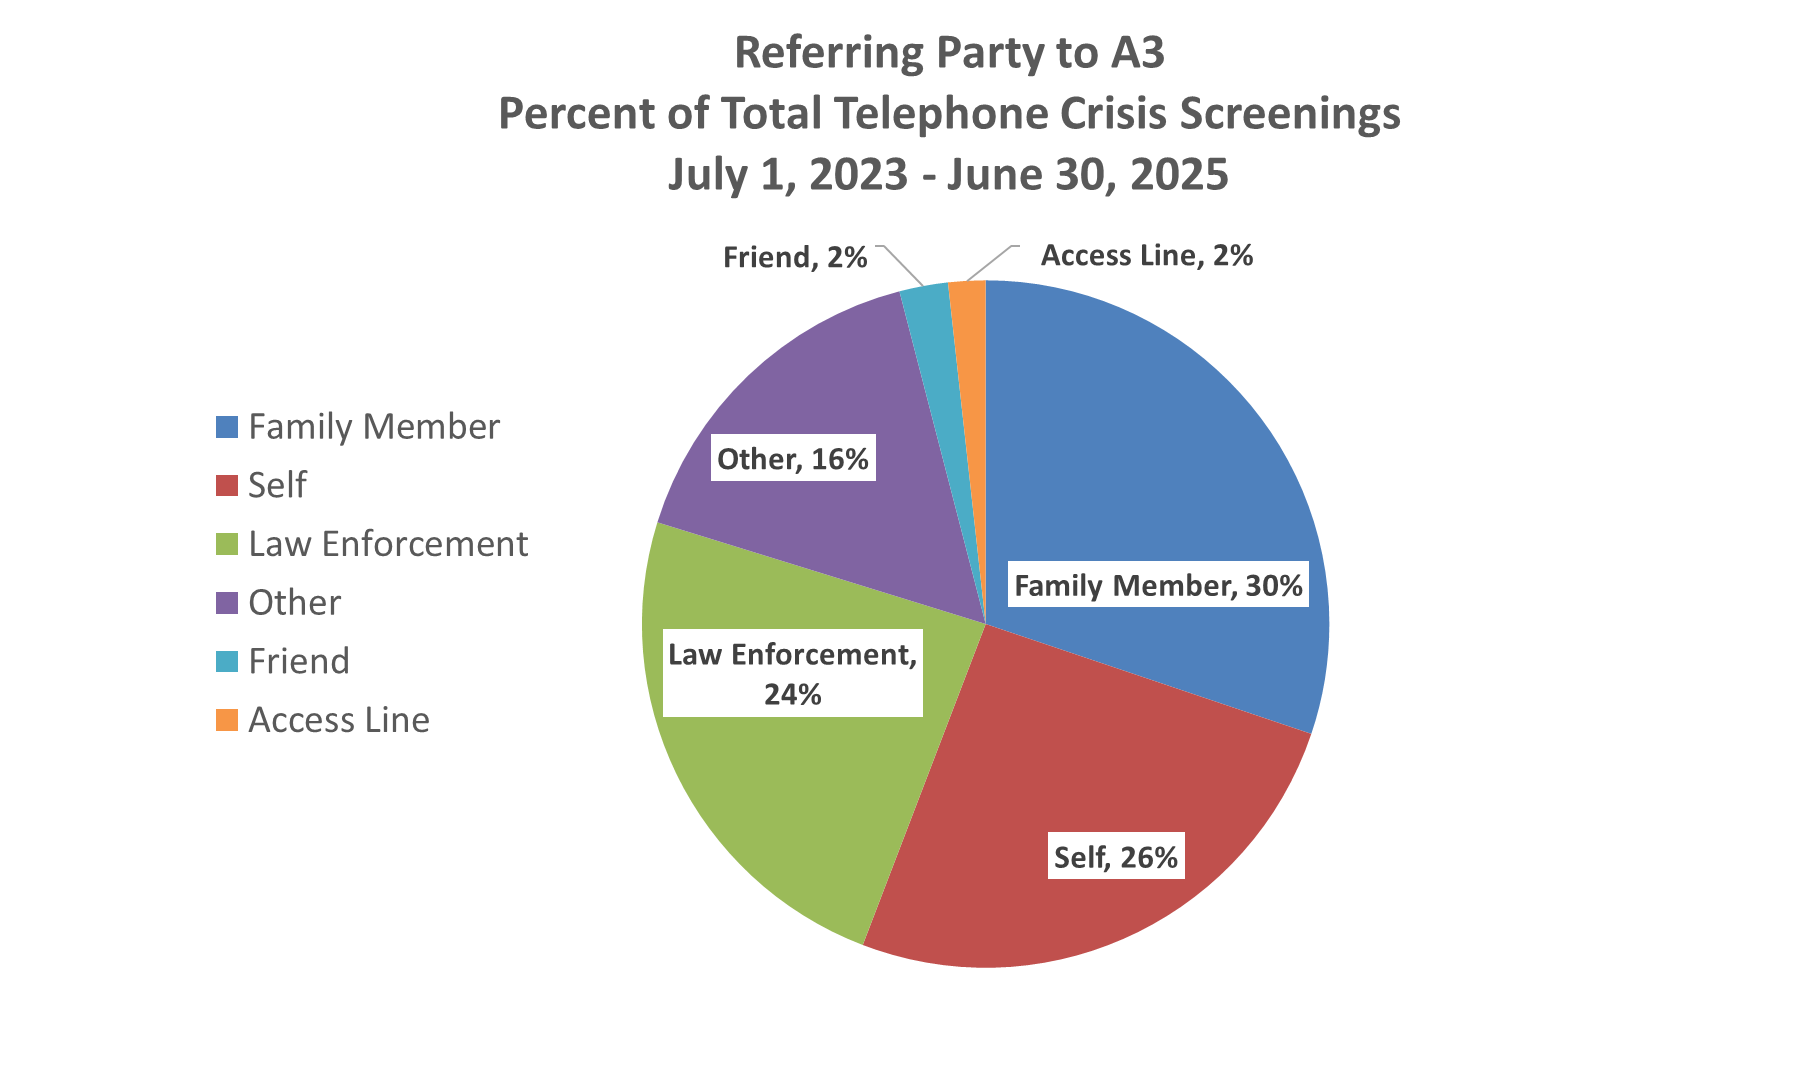 Referring Party to A3
Percent of Total Telephone Crisis Screenings
July 1, 2023 - June 30, 2025
Friend, 2%
Access Line, 2%
Other, 16%
Family Member, 30%
Law Enforcement,
24%
Self, 26%
Family Member
Self
Law Enforcement
Other
Friend
Access Line